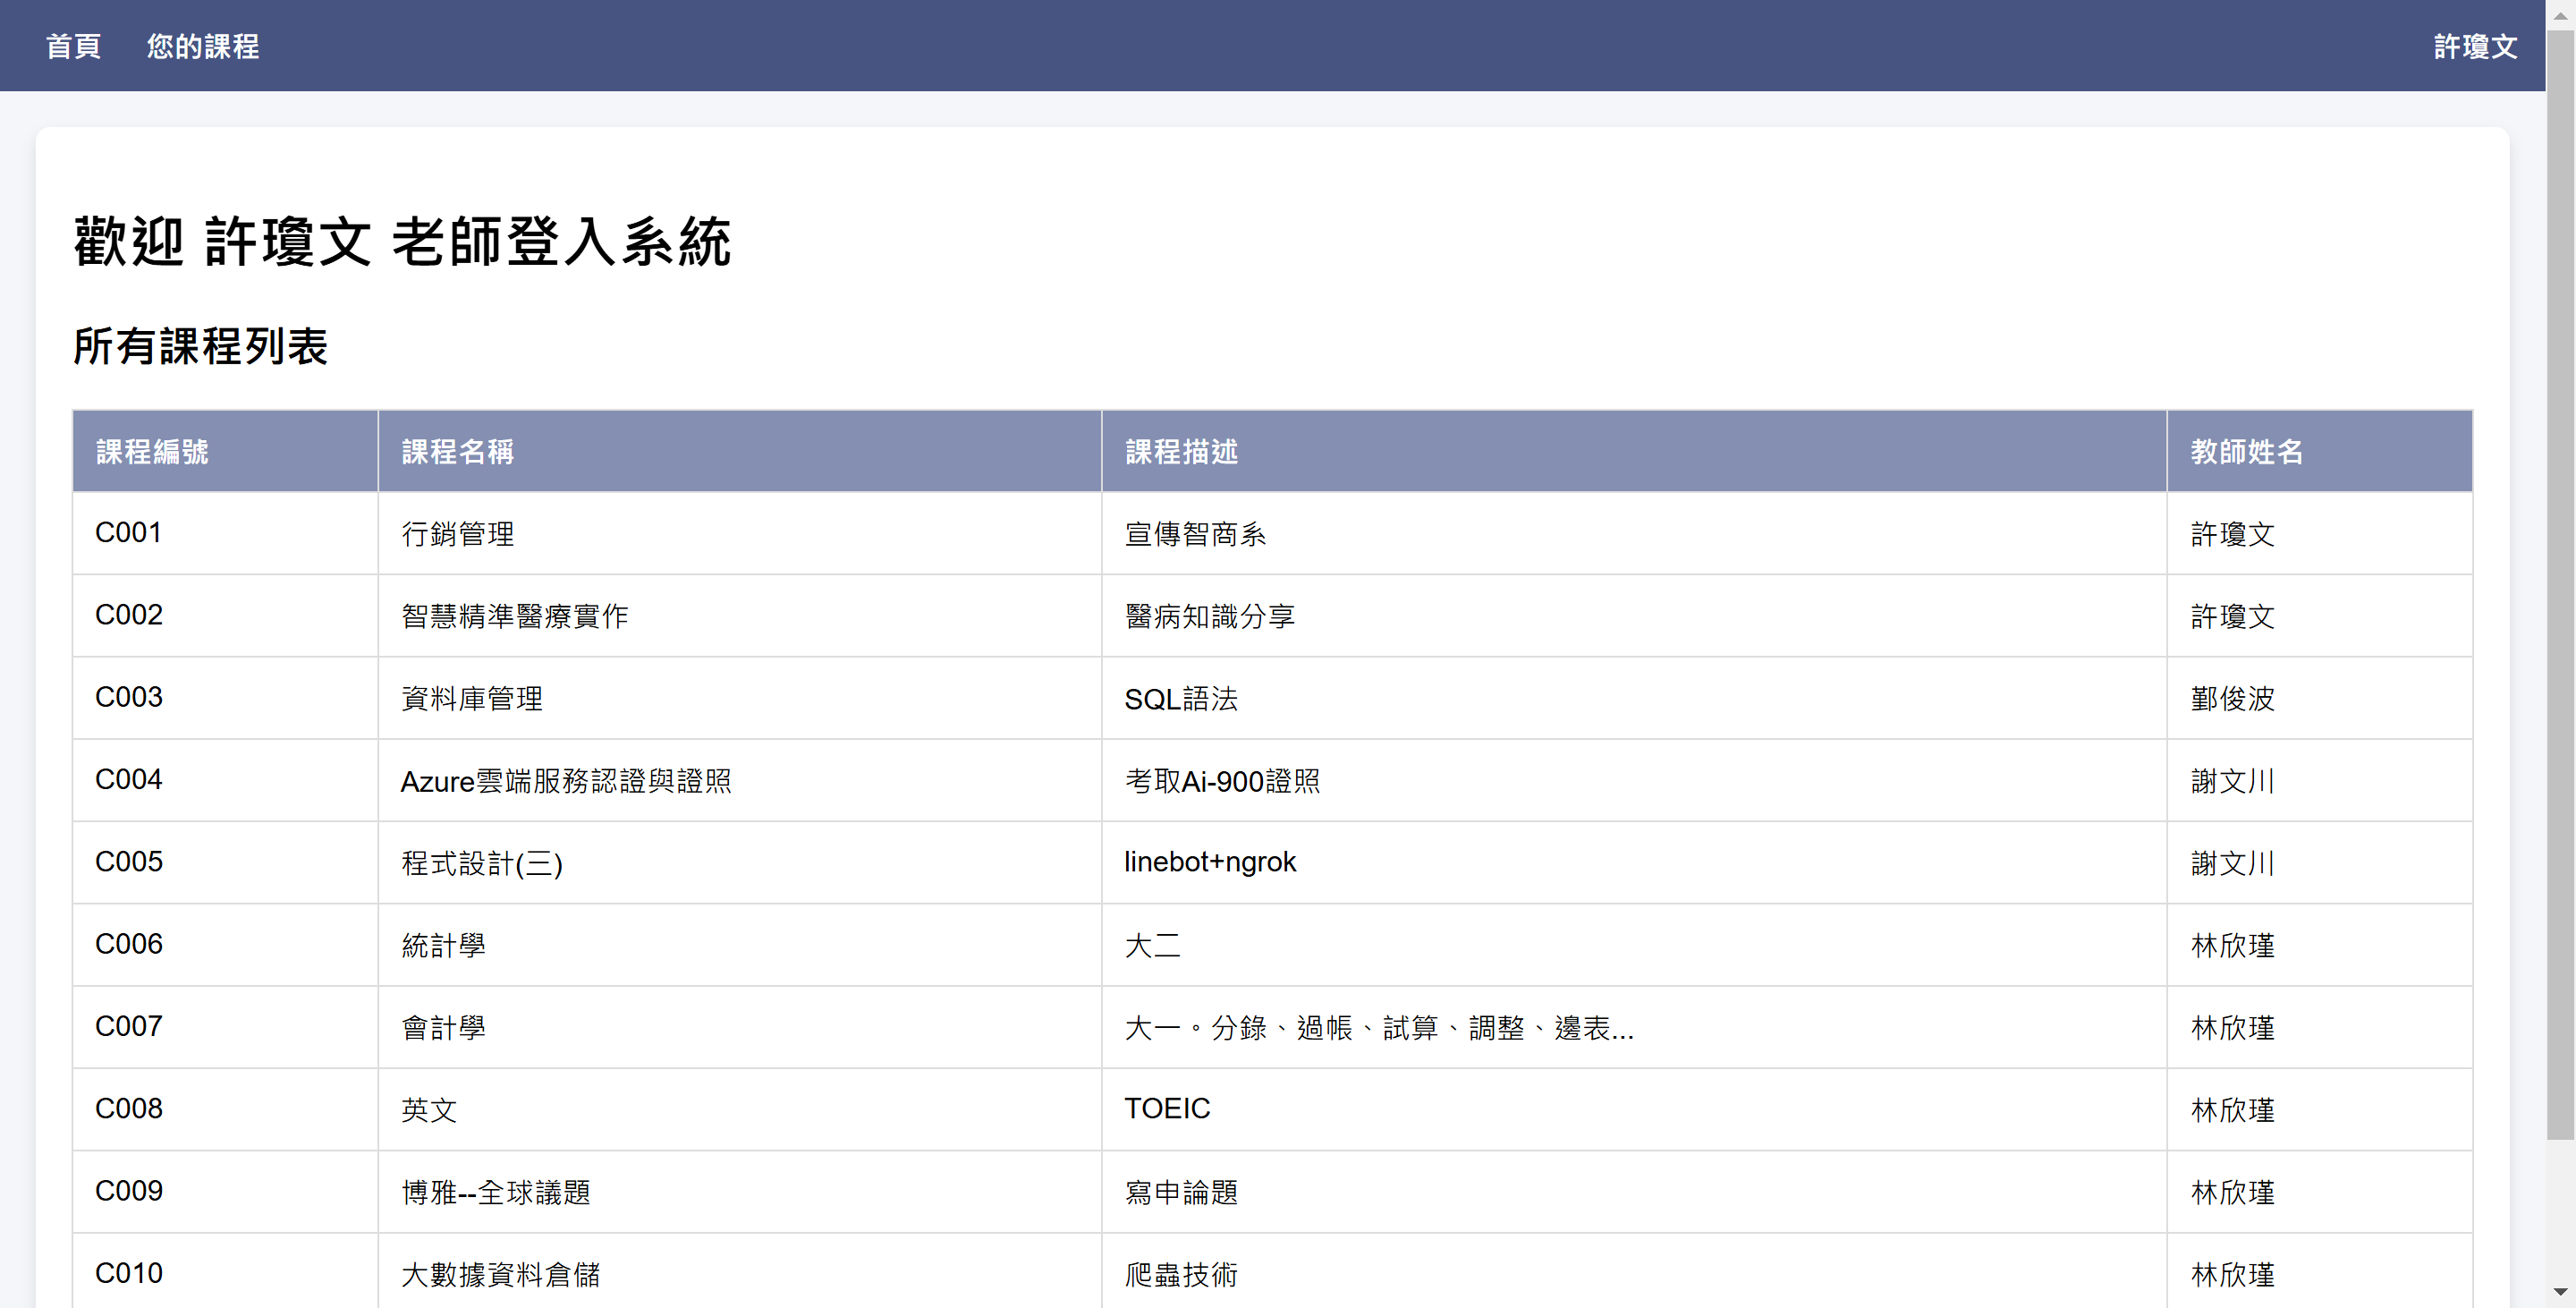 首頁 您的課程 許瓊文
歡迎 許瓊文 老師登入系統
所有課程列表
課程編號 課程名稱 課程描述 教師姓名
C001 行銷管理 宣傳智商系 許瓊文
C002 智慧精準醫療實作 醫病知識分享 許瓊文
C003 資料庫管理 SQL語法 鄞俊波
C004 Azure雲端服務認證與證照 考取Ai-900證照 謝文川
C005 程式設計(三) linebot+ngrok 謝文川
C006 統計學 大二 林欣瑾
C007 會計學 大一。分錄、過帳、試算、調整、邊表... 林欣瑾
C008 英文 TOEIC 林欣瑾
C009 博雅--全球議題 寫申論題 林欣瑾
C010 大數據資料倉儲 爬蟲技術 林欣瑾